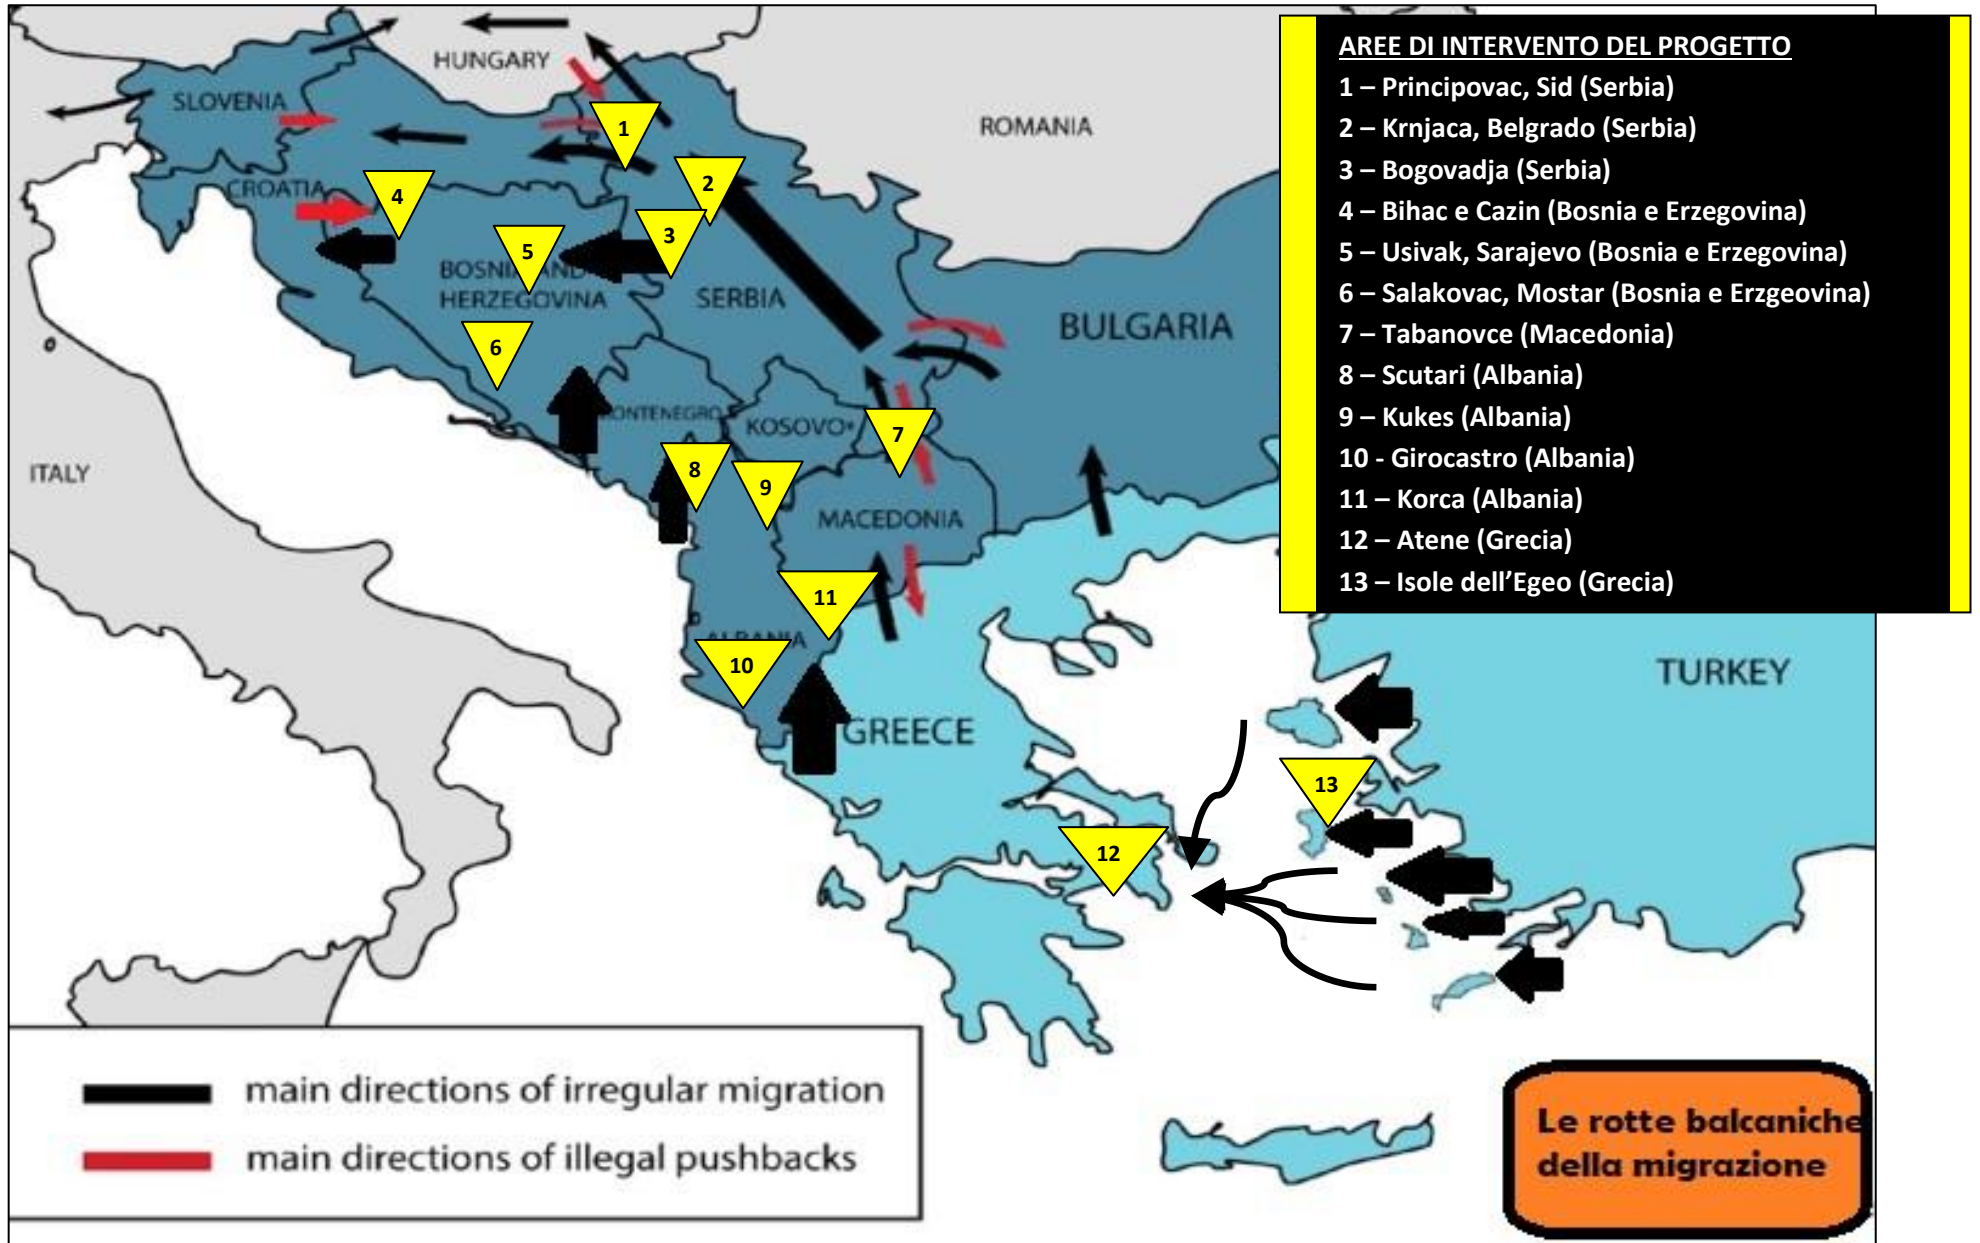 AREE DI INTERVENTO DEL PROGETTO
1 – Principovac, Sid (Serbia)
2 – Krnjaca, Belgrado (Serbia)
3 – Bogovadja (Serbia)
4 – Bihac e Cazin (Bosnia e Erzegovina)
5 – Usivak, Sarajevo (Bosnia e Erzegovina)
6 – Salakovac, Mostar (Bosnia e Erzgeovina)
7 – Tabanovce (Macedonia)
8 – Scutari (Albania)
9 – Kukes (Albania)
10 - Girocastro (Albania)
11 – Korca (Albania)
12 – Atene (Grecia)
13 – Isole dell’Egeo (Grecia)
HUNGARY
SLOVENIA
ROMANIA
1
2
CROATIA
4
3
5
BOSNIA AND
HERZEGOVINA
SERBIA
BULGARIA
6
MONTENEGRO
KOSOVO*
7
ITALY
8
9
MACEDONIA
11
ALBANIA
10
TURKEY
GREECE
13
12
main directions of irregular migration
main directions of illegal pushbacks
Le rotte balcaniche
della migrazione